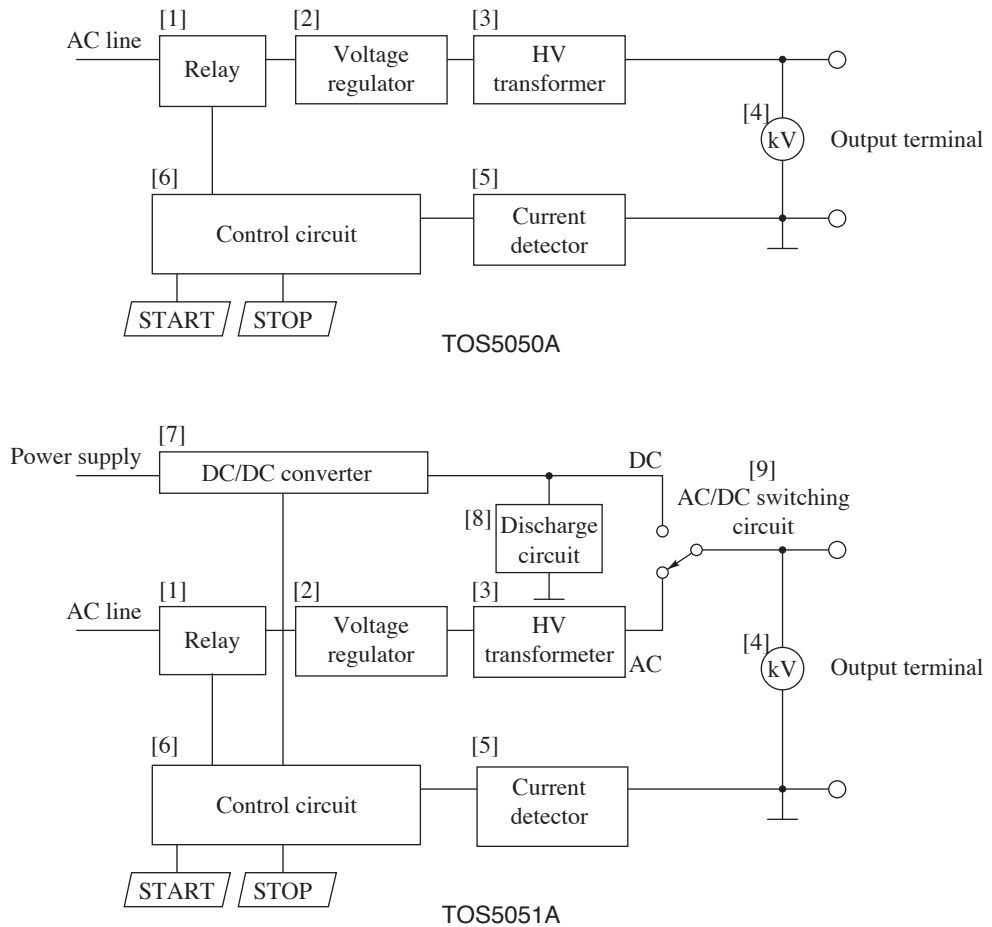 [1]
[2]
[3]
AC line
Relay
Voltage
regulator
HV
transformer
[4]
kV
Output terminal
[6]
[5]
Control circuit
Current
detector
START
STOP
TOS5050A
[7]
Power supply
DC/DC converter
DC
[9]
AC/DC switching
circuit
[8]
Discharge
circuit
[1]
[2]
[3]
AC line
Relay
Voltage
regulator
HV
transformeter
AC
[4]
kV
Output terminal
[6]
[5]
Control circuit
Current
detector
START
STOP
TOS5051A